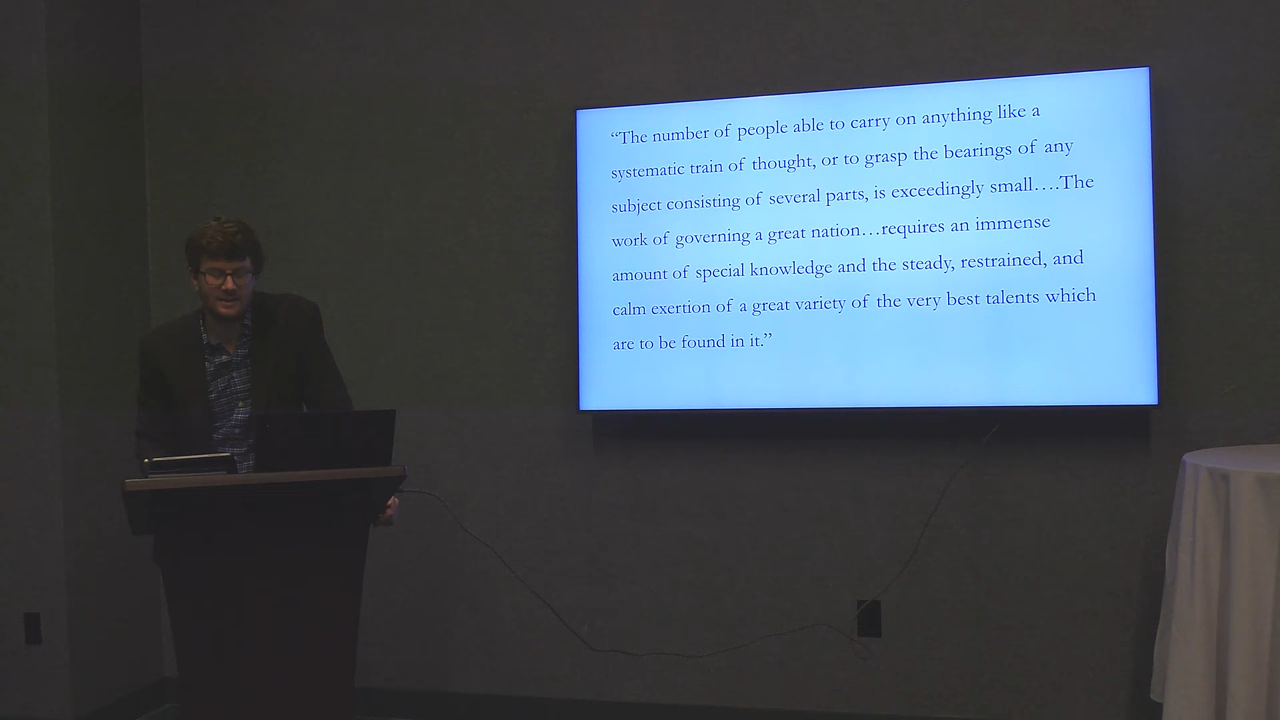 “The number of people able to carry on anything like a
systematic train of thought, or to grasp the bearings of any
subject consisting of several parts, is exceedingly small….The
work of governing a great nation…requires an immense
amount of special knowledge and the steady, restrained, and
calm exertion of a great variety of the very best talents which
are to be found in it.”